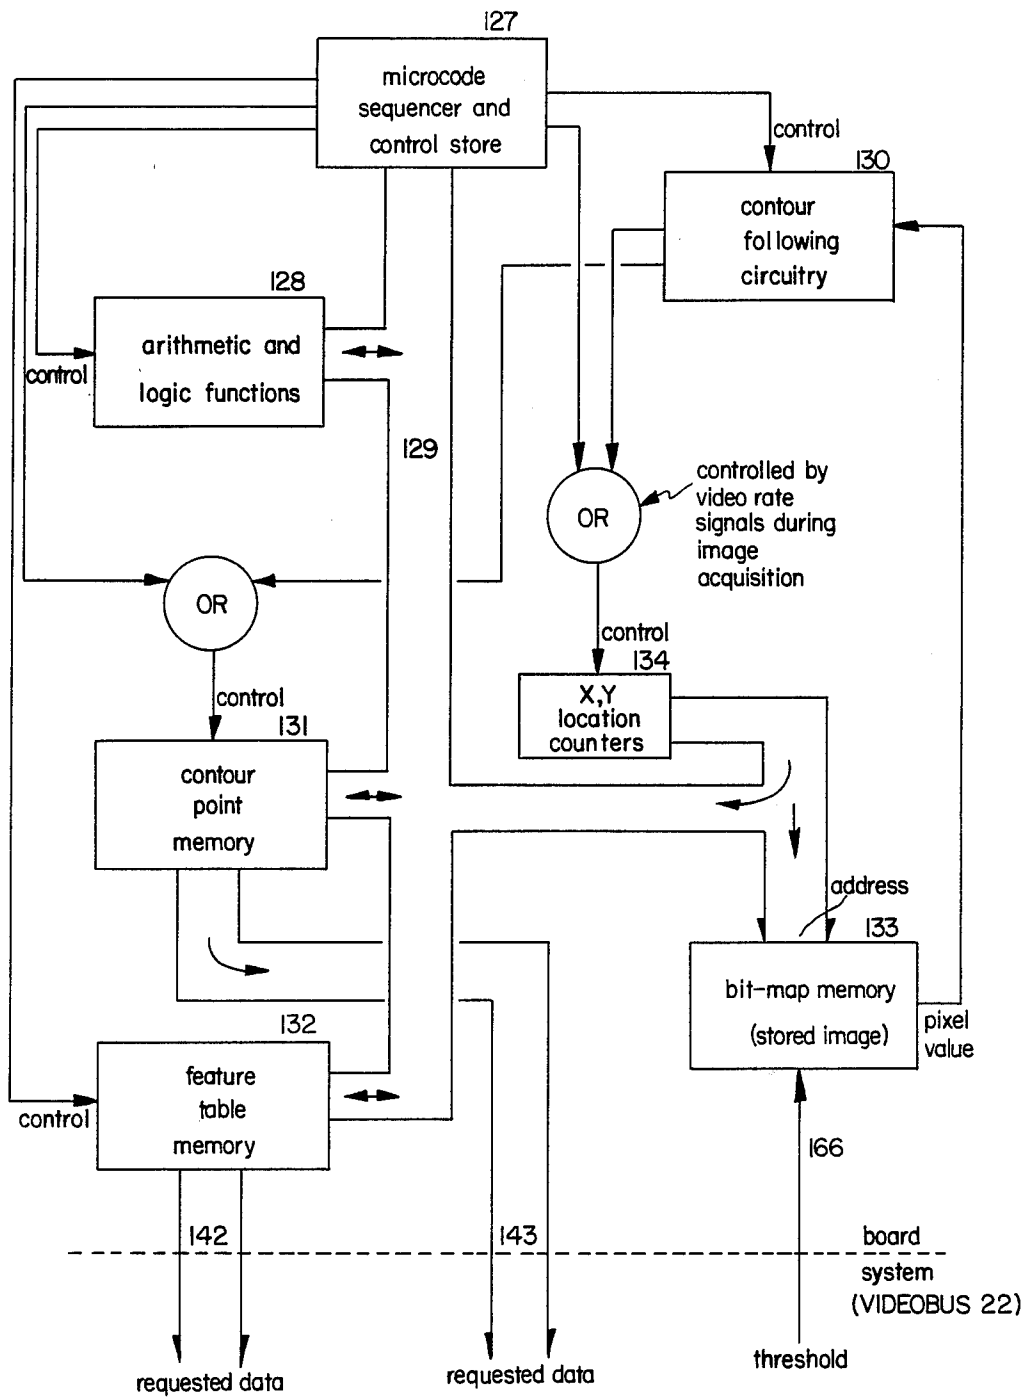 127
microcode
sequencer and
control store
control
130
contour
following
circuitry
128
arithmetic and
logic functions
control
129
OR
controlled by
video rate
signals during
image
acquisition
OR
control
134
X,Y
location
counters
control
131
contour
point
memory
address
133
bit-map memory
(stored image)
pixel
value
132
feature
table
memory
control
166
142
143
board
system
(VIDEOBUS 22)
threshold
requested data
requested data